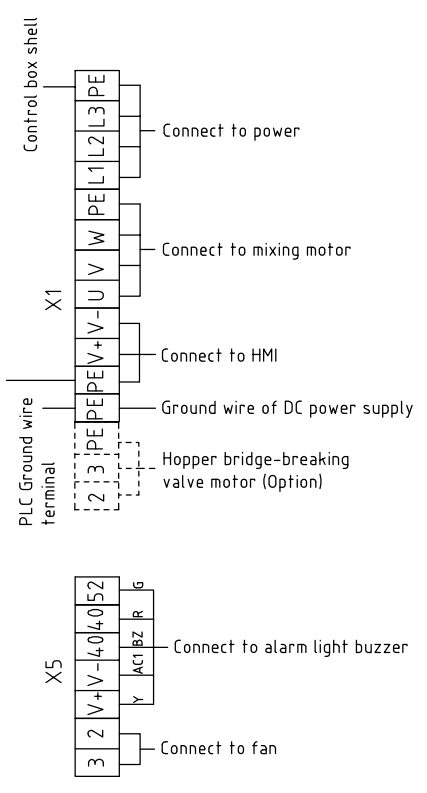 Control box shell
PE
L3
L2
L1
Connect to power
PE
W
V
U
Connect to mixing motor
X1
V-
V+
PE
Connect to HMI
PE
Ground wire of DC power supply
PLC Ground wire
terminal
PE
3
2
Hopper bridge-breaking
valve motor (Option)
X5
52 G
40 R
40 BZ
V- AC1
V+ Y
Connect to alarm light buzzer
2
3
Connect to fan